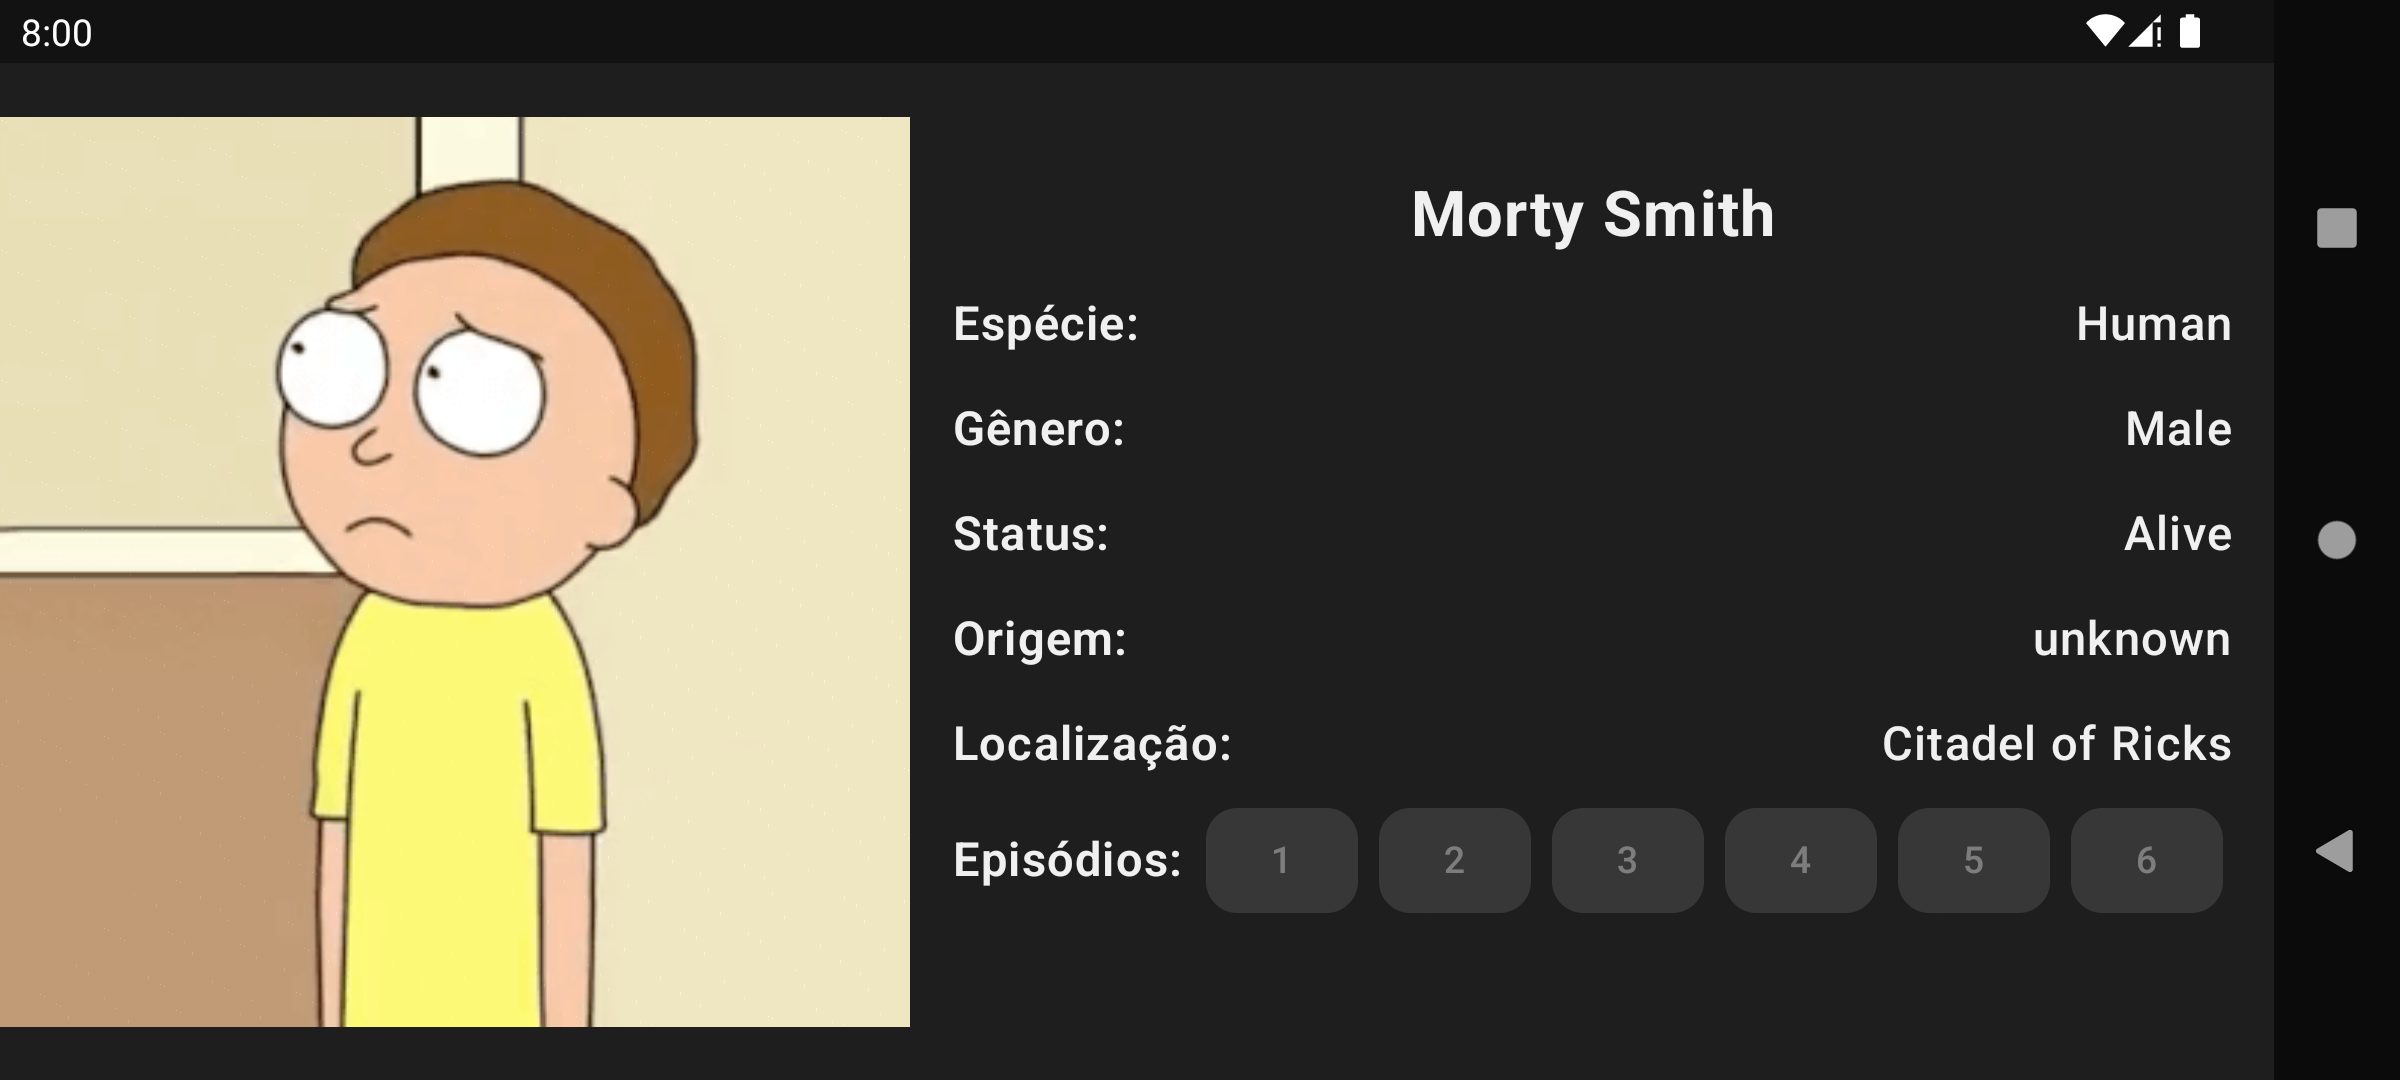 8:00
Morty Smith
Espécie: Human
Gênero: Male
Status: Alive
Origem: unknown
Localização: Citadel of Ricks
Episódios: 1 2 3 4 5 6